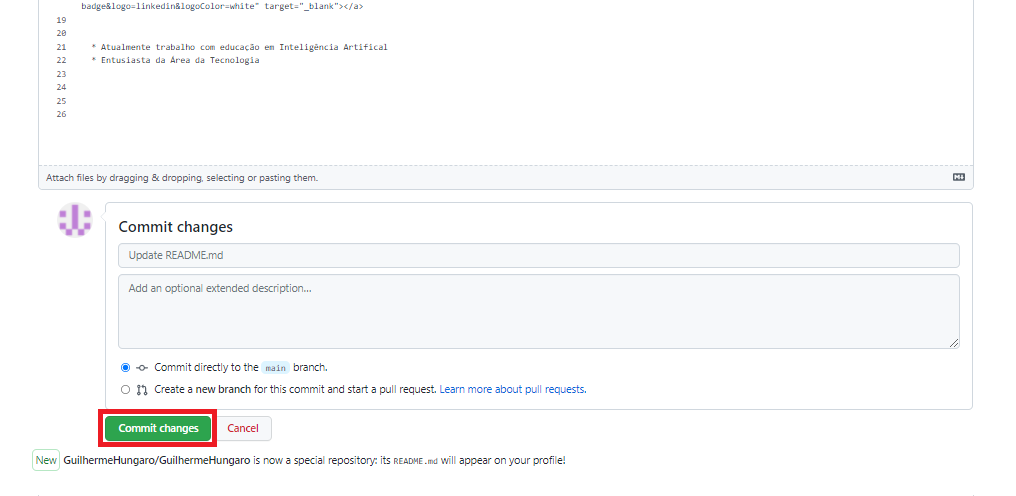 badge&logo=linkedin&logoColor=white" target="_blank"></a>
19
20
21 * Atualmente trabalho com educação em Inteligência Artifical
22 * Entusiasta da Área da Tecnologia
23
24
25
26
Attach files by dragging & dropping, selecting or pasting them.
Commit changes
Update README.md
Add an optional extended description...
Commit directly to the main branch.
Create a new branch for this commit and start a pull request. Learn more about pull requests.
Commit changes Cancel
New GuilhermeHungaro/GuilhermeHungaro is now a special repository: its README.md will appear on your profile!